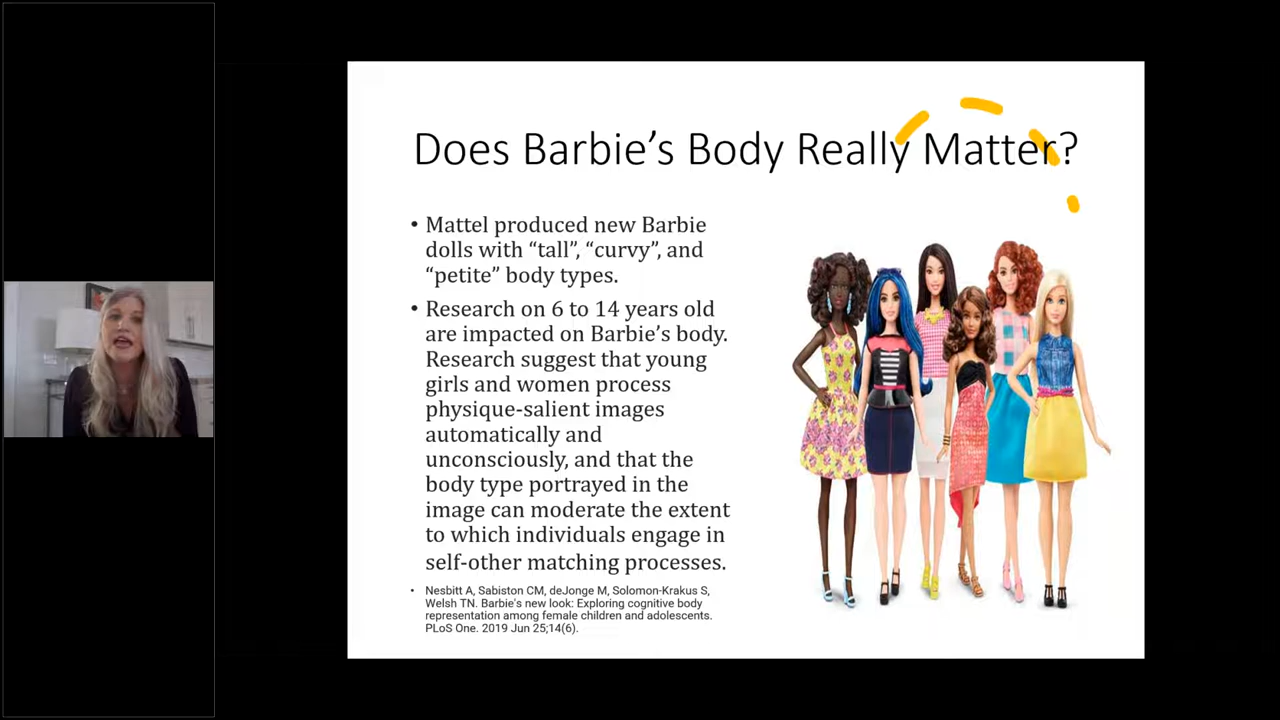 Does Barbie’s Body Really Matter?
• Mattel produced new Barbie
dolls with “tall”, “curvy”, and
“petite” body types.
• Research on 6 to 14 years old
are impacted on Barbie’s body.
Research suggest that young
girls and women process
physique-salient images
automatically and
unconsciously, and that the
body type portrayed in the
image can moderate the extent
to which individuals engage in
self-other matching processes.
• Nesbitt A, Sabiston CM, deJonge M, Solomon-Krakus S,
Welsh TN. Barbie's new look: Exploring cognitive body
representation among female children and adolescents.
PLoS One. 2019 Jun 25;14(6).